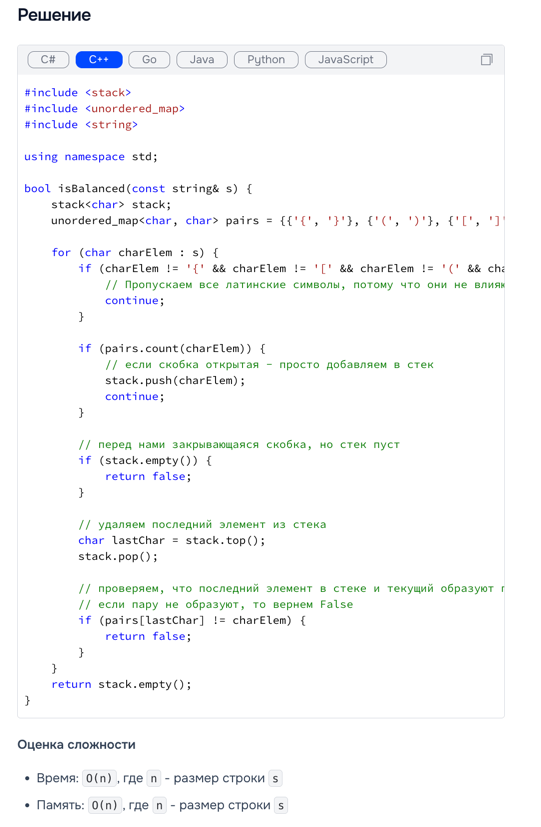 Решение
C#
C++
Go
Java
Python
JavaScript
#include <stack>
#include <unordered_map>
#include <string>
using namespace std;
bool isBalanced(const string& s) {
    stack<char> stack;
    unordered_map<char, char> pairs = {{'{', '}'}, {'(', ')'}, {'[', ']'
    for (char charElem : s) {
        if (charElem != '{' && charElem != '[' && charElem != '(' &&
            // Пропускаем все латинские символы, потому что они не
            continue;
        }
        if (pairs.count(charElem)) {
            // если скобка открытая - просто добавляем в стек
            stack.push(charElem);
            continue;
        }
        // перед нами закрывающаяся скобка, но стек пуст
        if (stack.empty()) {
            return false;
        }
        // удаляем последний элемент из стека
        char lastChar = stack.top();
        stack.pop();
        // проверяем, что последний элемент в стеке и текущий образуют
        // если пару не образуют, то вернем False
        if (pairs[lastChar] != charElem) {
            return false;
        }
    }
    return stack.empty();
}
Оценка сложности
• Время: O(n), где n - размер строки s
• Память: O(n), где n - размер строки s